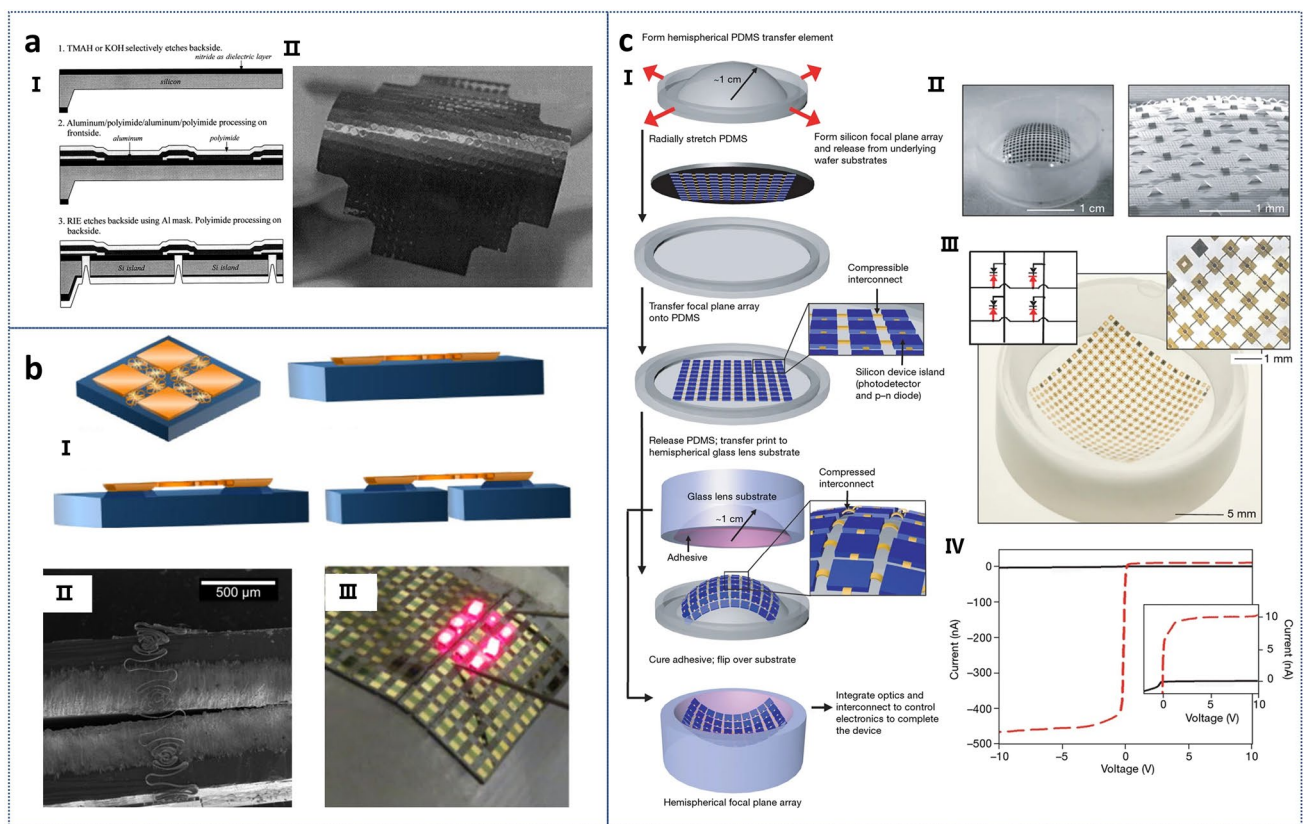 a
I
1. TMAH or KOH selectively etches backside.
nitride as dielectric layer
silicon
2. Aluminum/polyimide/aluminum/polyimide processing on
frontside.
aluminum
polyimide
3. RIE etches backside using Al mask. Polyimide processing on
backside.
Si island
Si island
II
b
I
II
500 μm
III
c
Form hemispherical PDMS transfer element
I
~1 cm
Radially stretch PDMS
Form silicon focal plane array
and release from underlying
wafer substrates
Transfer focal plane array
onto PDMS
Compressible
interconnect
Silicon device island
(photodetector
and p–n diode)
Release PDMS; transfer print to
hemispherical glass lens substrate
Compressed
interconnect
Glass lens substrate
~1 cm
Adhesive
Cure adhesive; flip over substrate
Integrate optics and
interconnect to control
electronics to complete
the device
Hemispherical focal plane array
II
1 cm
1 mm
III
1 mm
5 mm
IV
Current (nA)
0
−100
−200
−300
−400
−500
−10
−5
0
5
10
Voltage (V)
10
5
0
Current (nA)
0
5
10
Voltage (V)